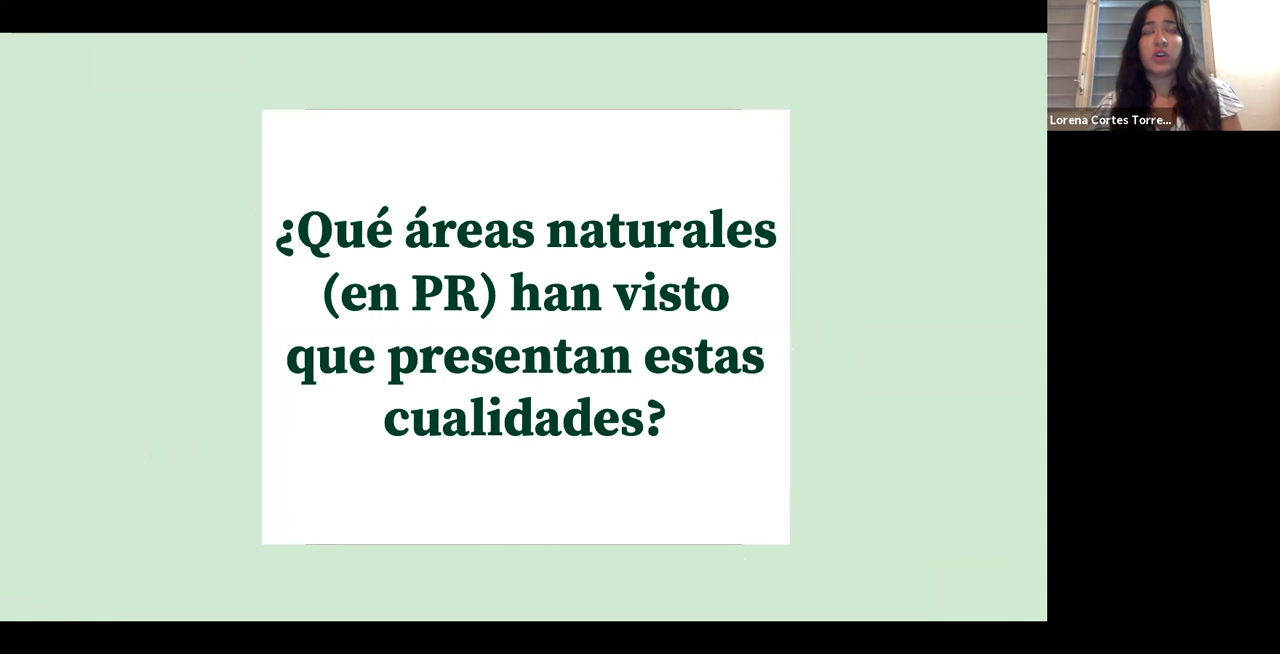 ¿Qué áreas naturales
(en PR) han visto
que presentan estas
cualidades?
Lorena Cortes Torre...